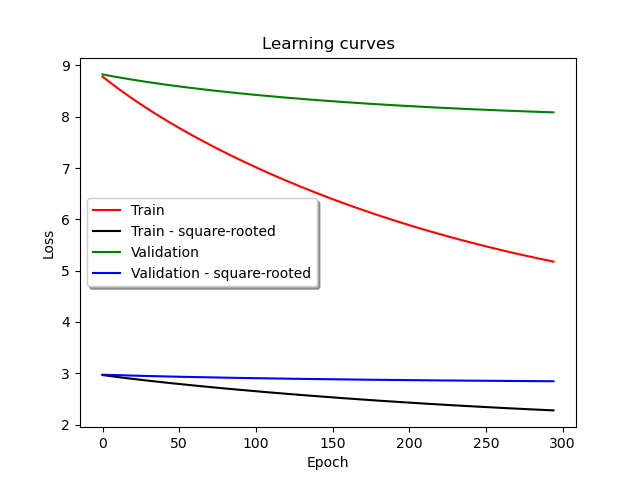 Learning curves
9
8
7
6
5
4
3
2
Loss
Train
Train - square-rooted
Validation
Validation - square-rooted
0 50 100 150 200 250 300
Epoch